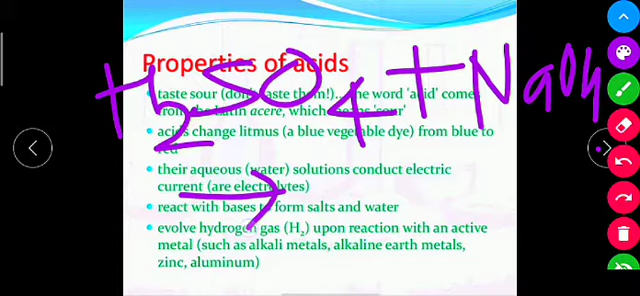 Properties of acids
H2SO4 + NaOH
taste sour (don't taste them!)... the word 'acid' comes
from the Latin acere, which means 'sour'
acids change litmus (a blue vegetable dye) from blue to
red
their aqueous (water) solutions conduct electric
current (are electrolytes)
→
react with bases to form salts and water
evolve hydrogen gas (H₂) upon reaction with an active
metal (such as alkali metals, alkaline earth metals,
zinc, aluminum)